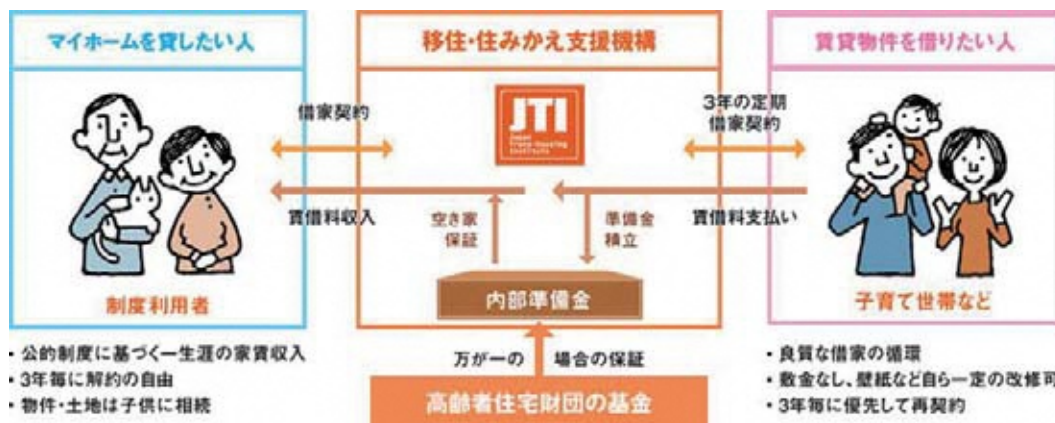 マイホームを貸したい人
移住・住みかえ支援機構
賃貸物件を借りたい人
借家契約
JTI
Japan
Trans-housing
Institute
3年の定期
借家契約
賃借料収入
空き家
保証
準備金
積立
賃借料支払い
内部準備金
制度利用者
子育て世帯など
・公的制度に基づく一生涯の家賃収入
・3年毎に解約の自由
・物件・土地は子供に相続
万が一の 場合の保証
高齢者住宅財団の基金
・良質な借家の循環
・敷金なし、壁紙など自ら一定の改修可
・3年毎に優先して再契約